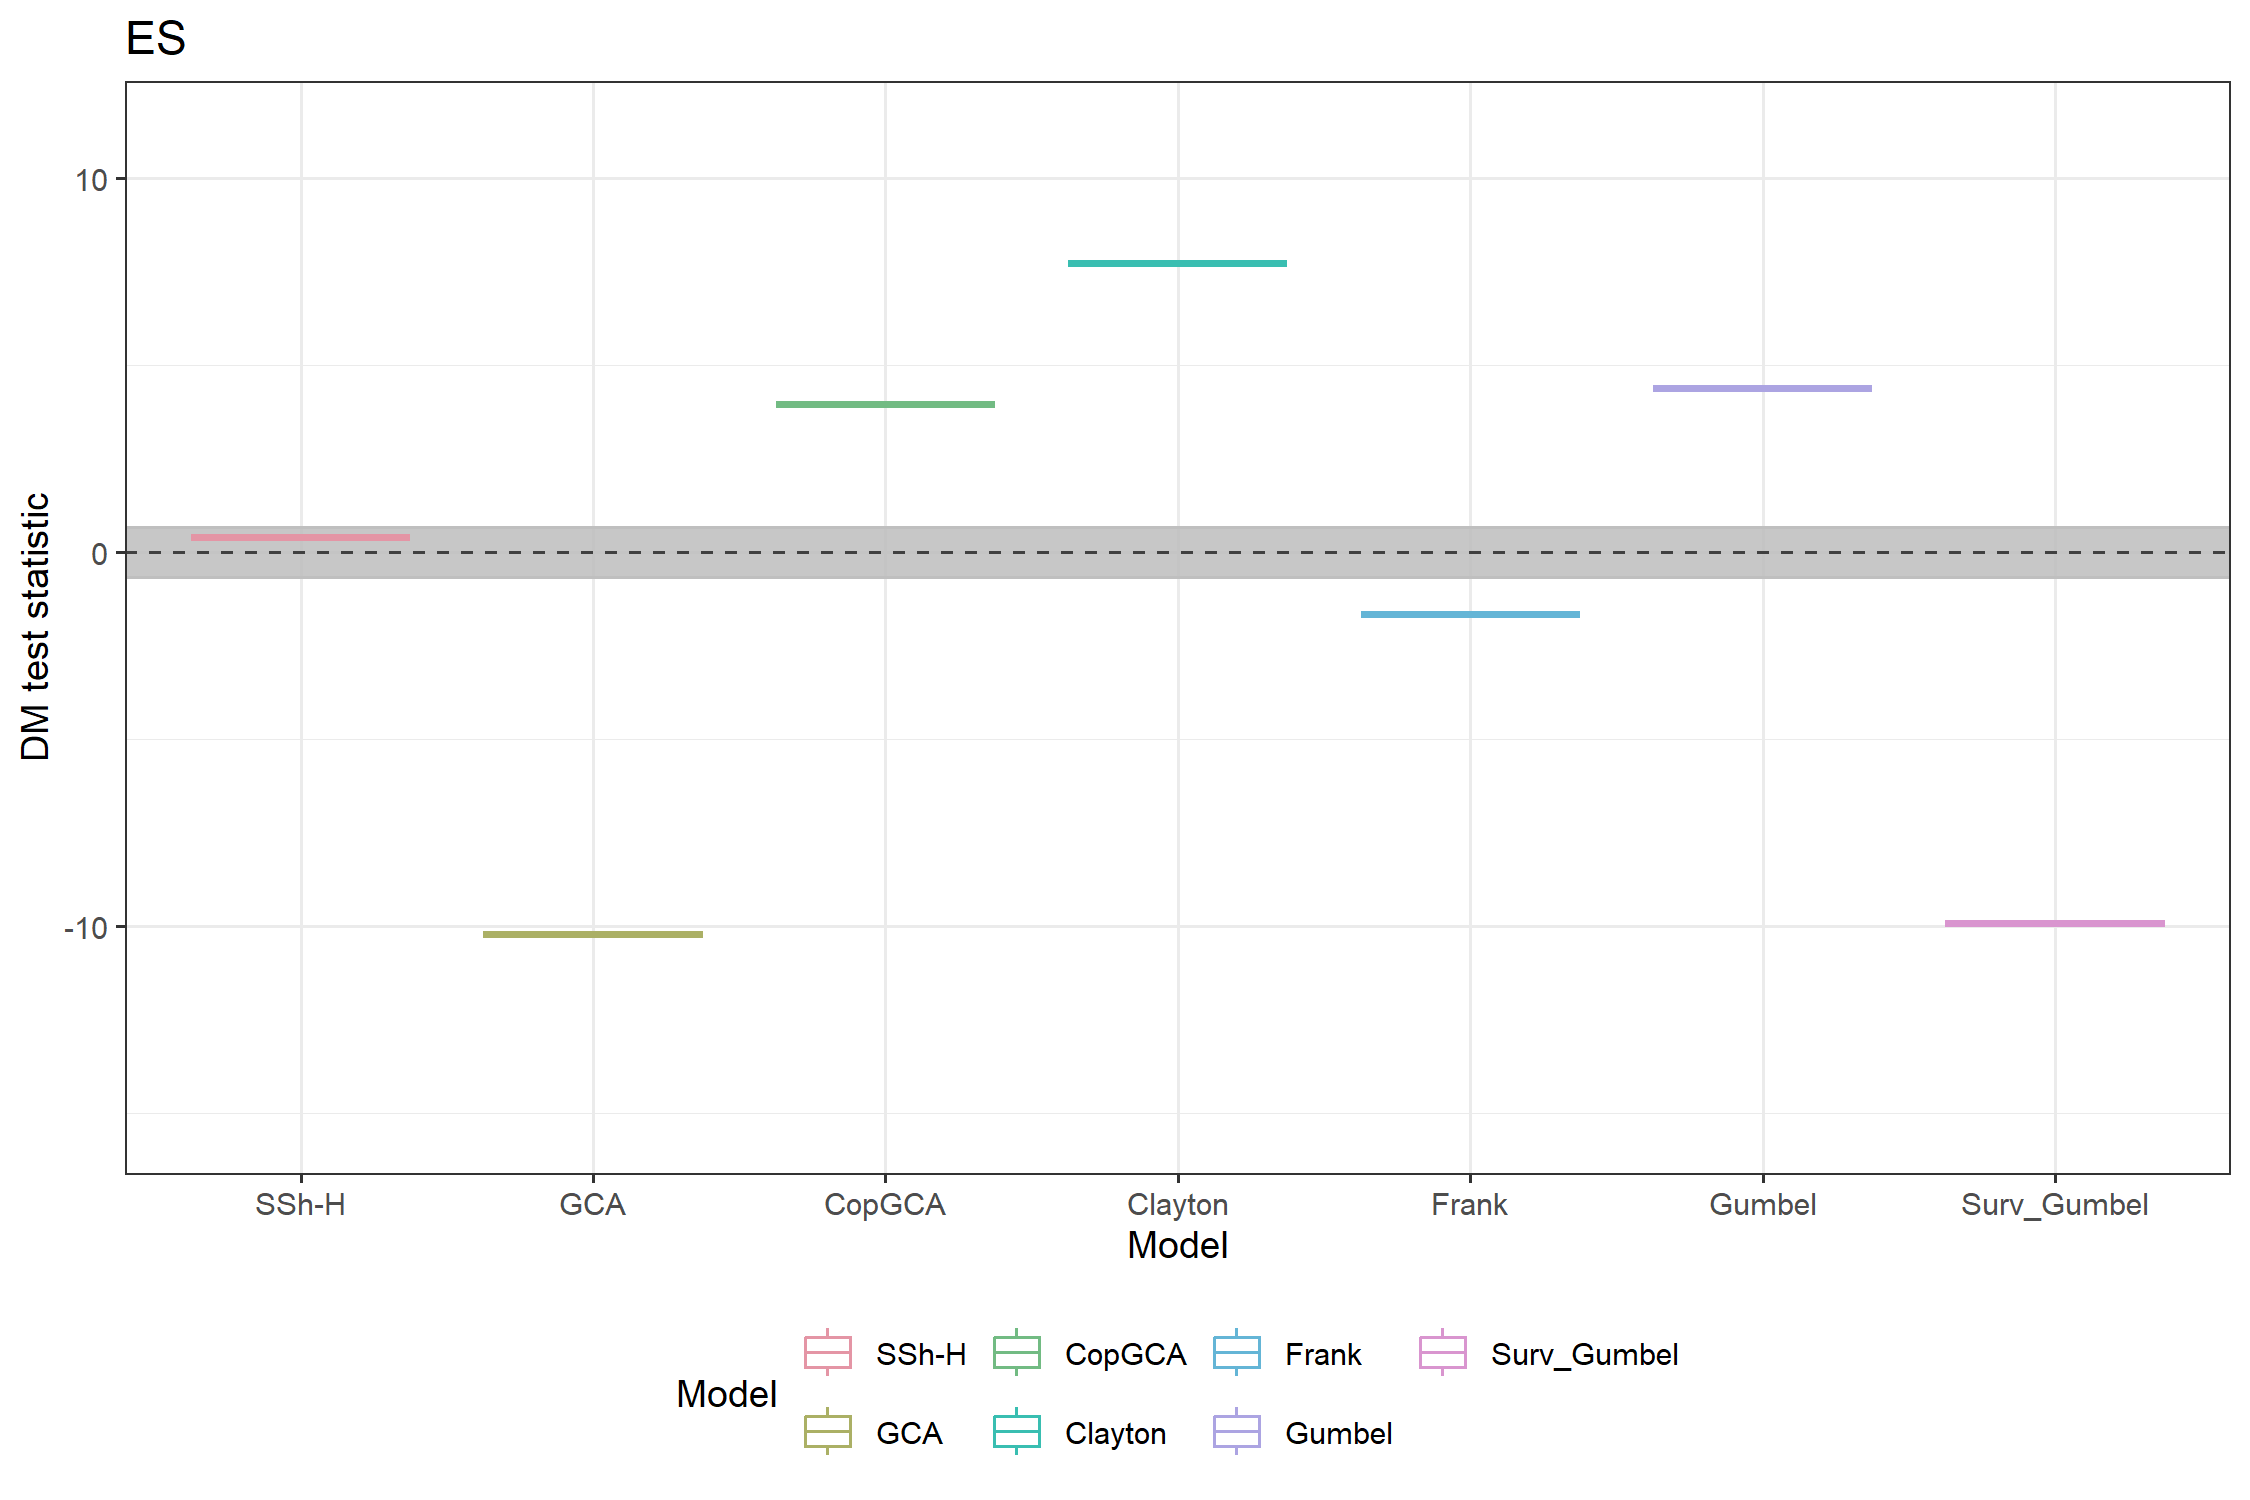 ES
DM test statistic
10
0
-10
SSh-H GCA CopGCA Clayton Frank Gumbel Surv_Gumbel
Model
Model
SSh-H CopGCA Frank Surv_Gumbel
GCA Clayton Gumbel